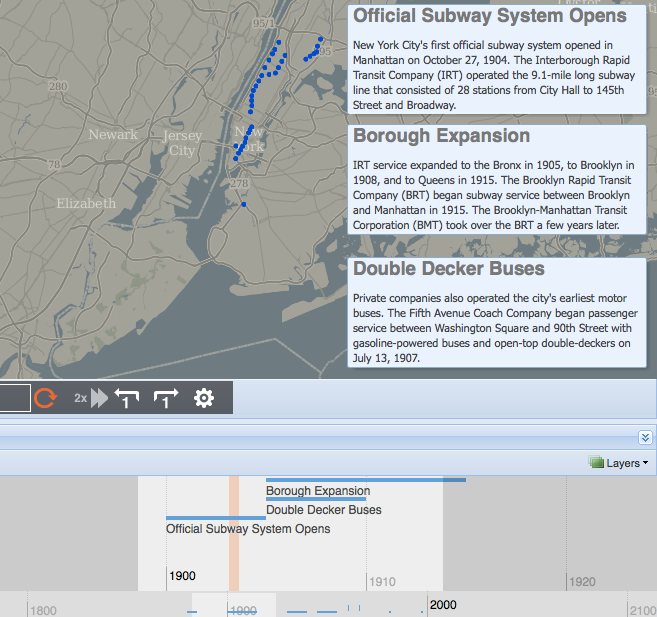 95/1
Official Subway System Opens
New York City's first official subway system opened in
Manhattan on October 27, 1904. The Interborough Rapid
Transit Company (IRT) operated the 9.1-mile long subway
line that consisted of 28 stations from City Hall to 145th
Street and Broadway.
95
280
Newark
Jersey
City
New
York
78
278
Elizabeth
Borough Expansion
IRT service expanded to the Bronx in 1905, to Brooklyn in
1908, and to Queens in 1915. The Brooklyn Rapid Transit
Company (BRT) began subway service between Brooklyn
and Manhattan in 1915. The Brooklyn-Manhattan Transit
Corporation (BMT) took over the BRT a few years later.
Double Decker Buses
Private companies also operated the city's earliest motor
buses. The Fifth Avenue Coach Company began passenger
service between Washington Square and 90th Street with
gasoline-powered buses and open-top double-deckers on
July 13, 1907.
2x
1
1
Layers
Borough Expansion
Double Decker Buses
Official Subway System Opens
1900
1910
1920
1800
1900
2000
2100